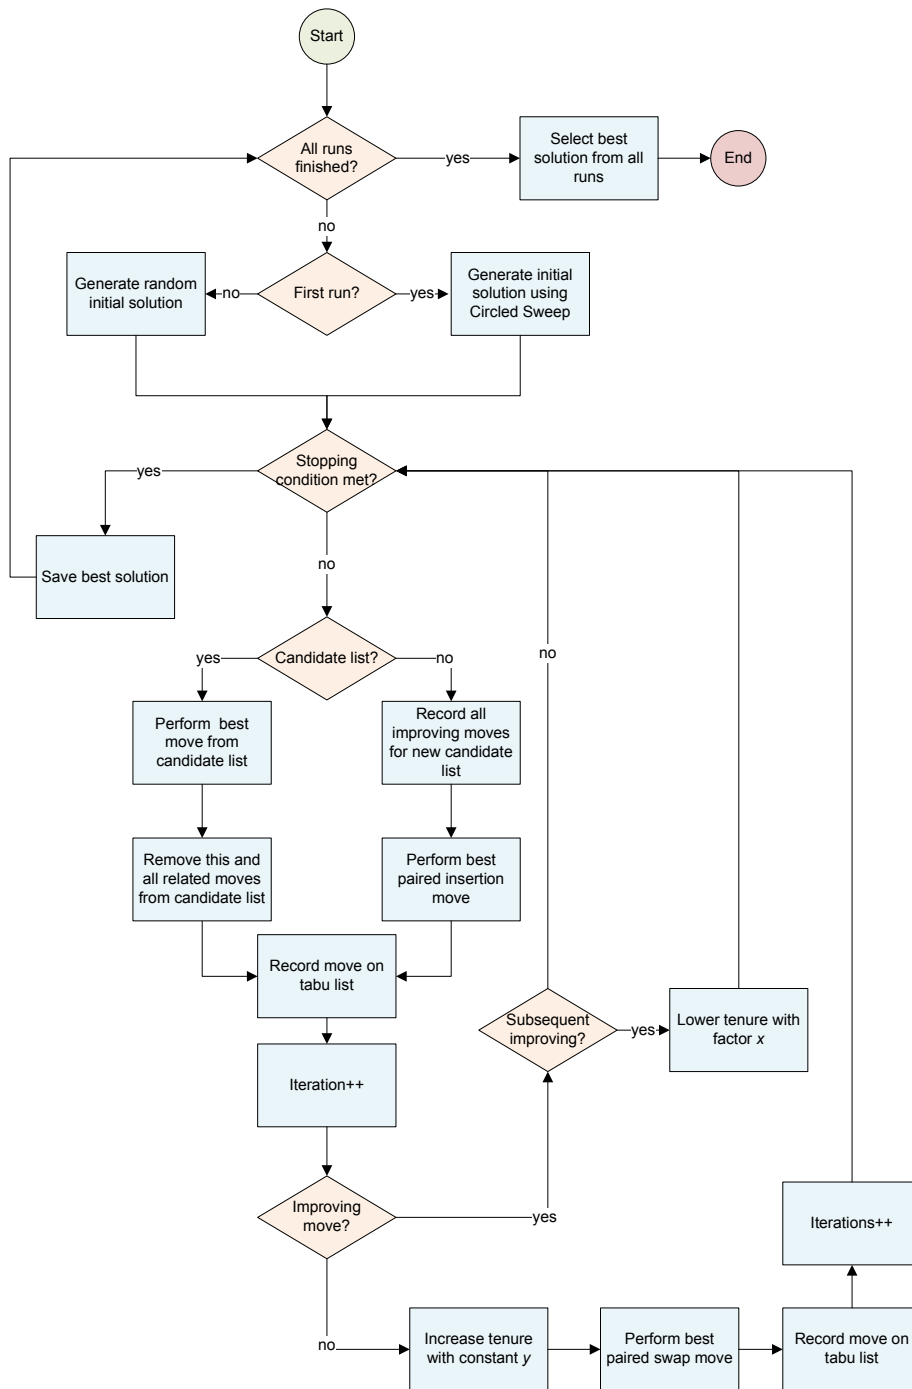 Start
All runs
finished?
yes
Select best
solution from all
runs
End
no
Generate random
initial solution
no
First run?
yes
Generate initial
solution using
Circled Sweep
Stopping
condition met?
yes
no
Save best solution
Candidate list?
yes
no
no
Perform best
move from
candidate list
Record all
improving moves
for new candidate
list
Remove this and
all related moves
from candidate list
Perform best
paired insertion
move
Record move on
tabu list
Subsequent
improving?
yes
Lower tenure with
factor x
Iteration++
Improving
move?
yes
Iterations++
no
Increase tenure
with constant y
Perform best
paired swap move
Record move on
tabu list